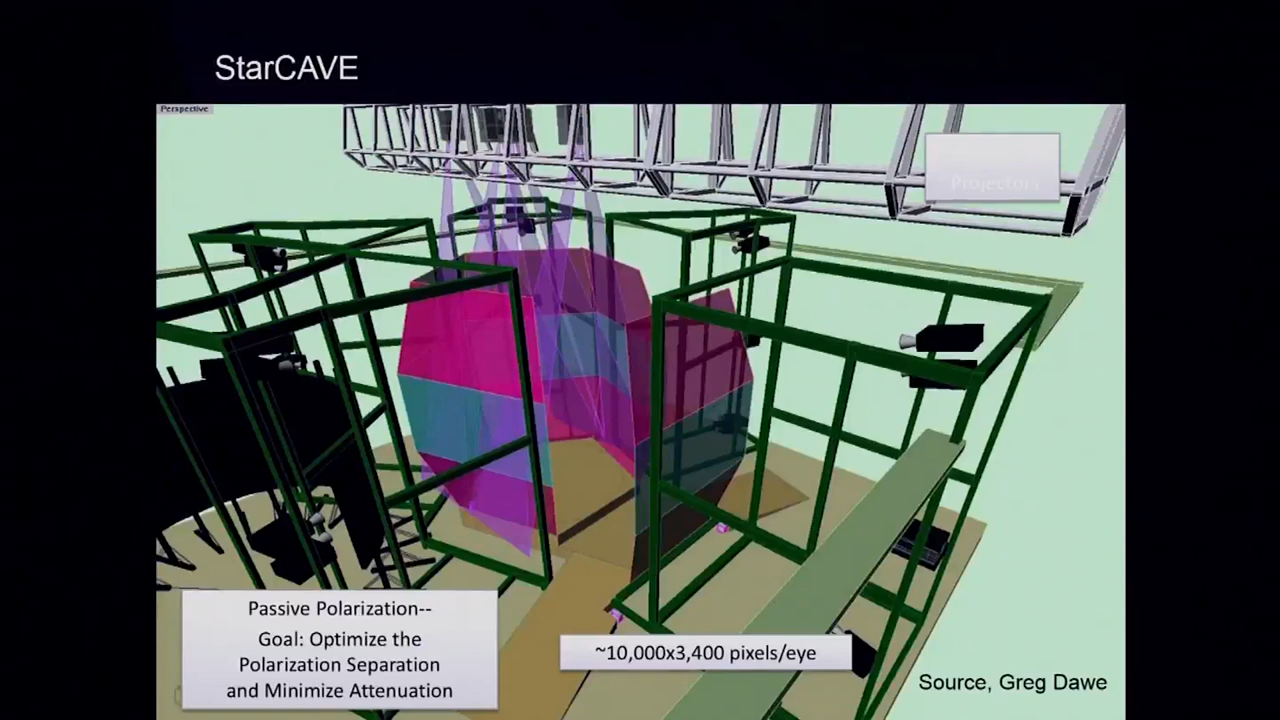 StarCAVE
Perspective
Projectors
Passive Polarization--
Goal: Optimize the
Polarization Separation
and Minimize Attenuation
~10,000x3,400 pixels/eye
Source, Greg Dawe